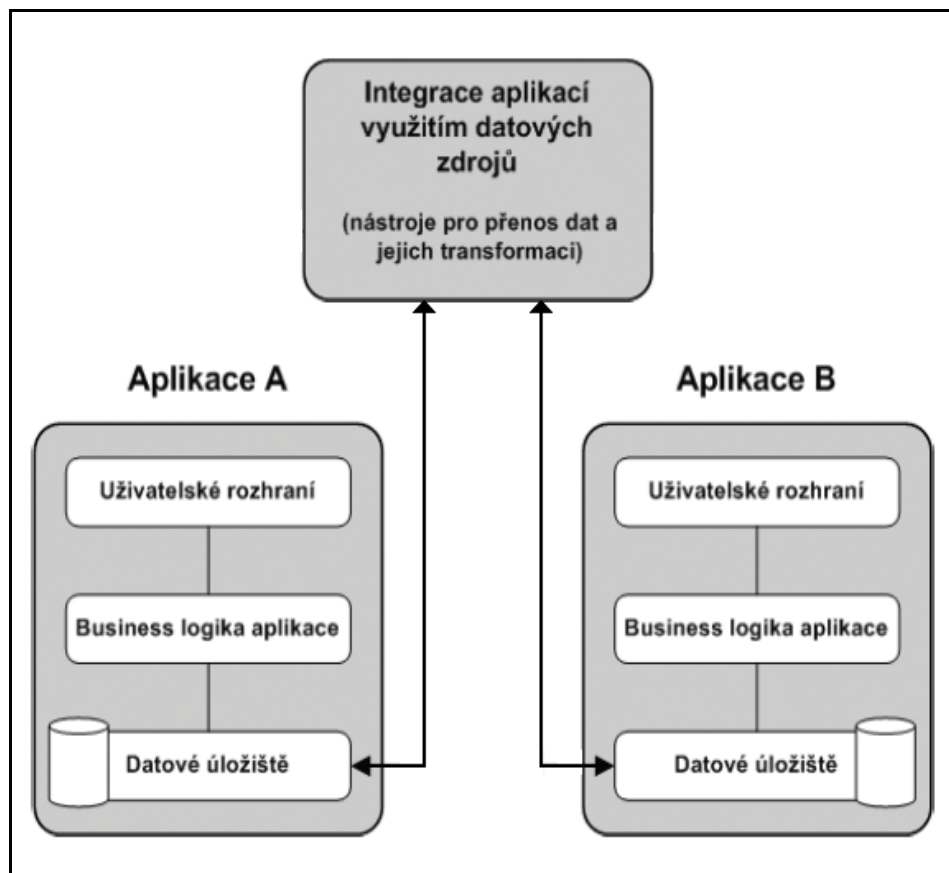 Integrace aplikací
využitím datových
zdrojů
(nástroje pro přenos dat a
jejich transformaci)
Aplikace A
Uživatelské rozhraní
Business logika aplikace
Datové úložiště
Aplikace B
Uživatelské rozhraní
Business logika aplikace
Datové úložiště